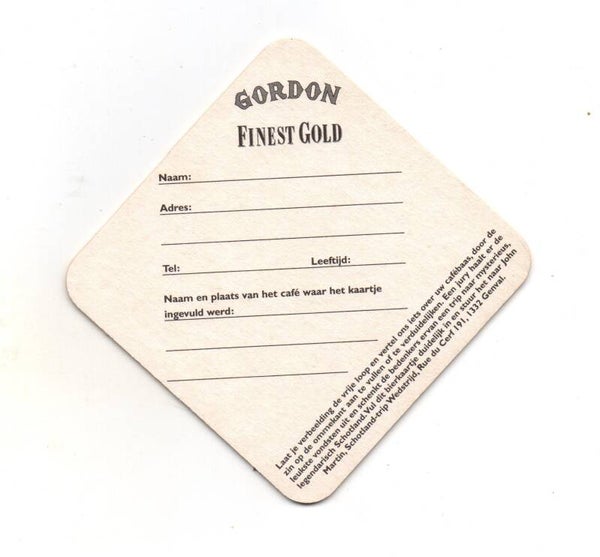 GORDON
FINEST GOLD
Naam:
Adres:
Tel: Leeftijd:
Naam en plaats van het café waar het kaartje
ingevuld werd:
Laat je verbeelding de vrije loop en vertel ons iets over uw cafébaas, door de
zin op de ommekant aan te vullen of te verduidelijken. Een jury haalt er de
leukste vondsten uit en schenkt de bedenkers ervan een trip naar mysterieus,
legendarisch Schotland. Vul dit bierkaartje duidelijk in en stuur het naar John
Martin, Schotland-trip Wedstrijd, Rue du Cerf 191, 1332 Genval.